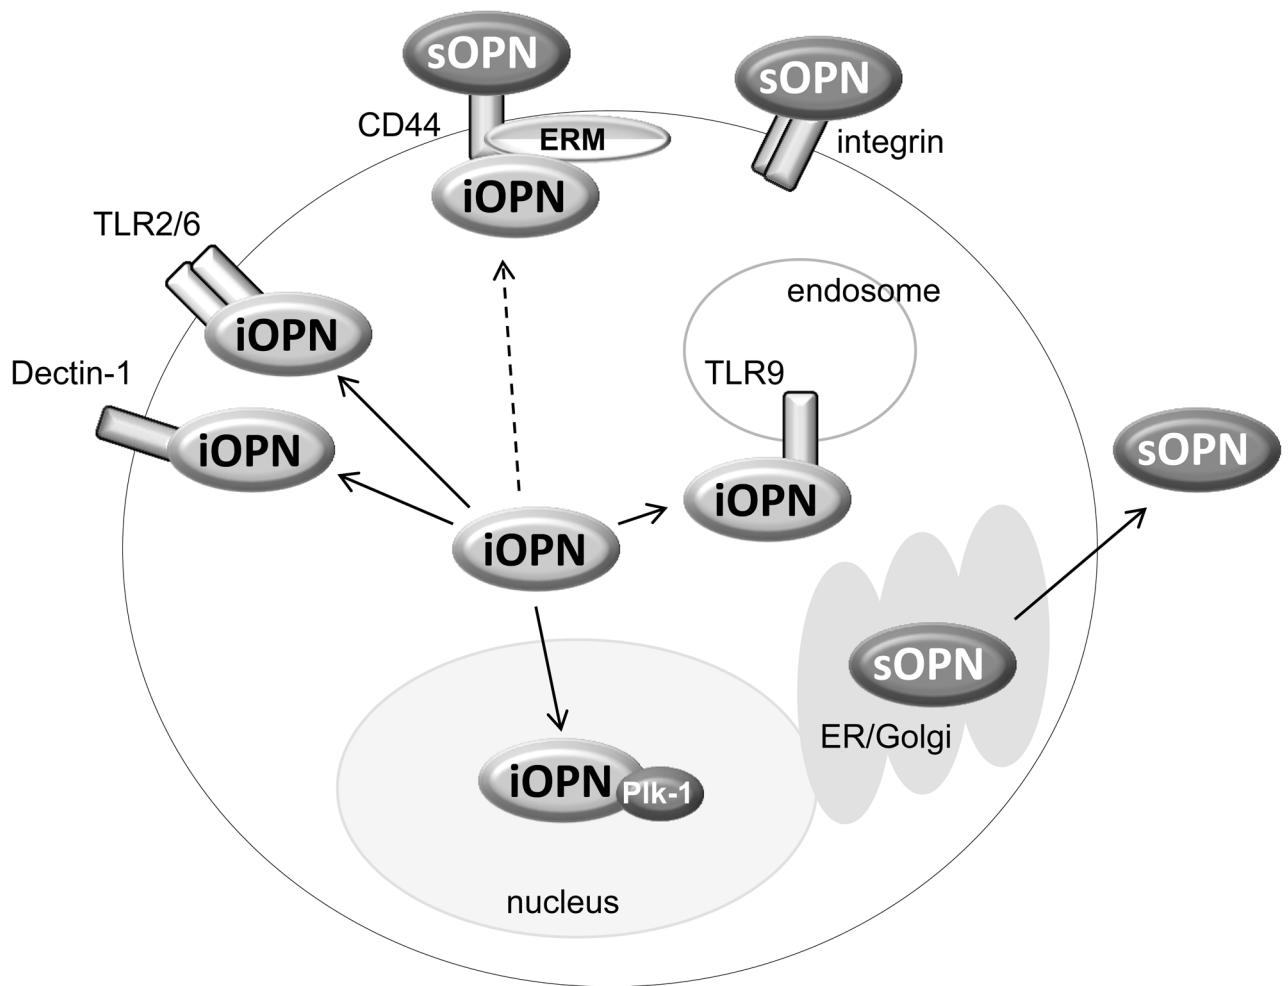 sOPN
sOPN
CD44
ERM
integrin
iOPN
TLR2/6
endosome
iOPN
Dectin-1
TLR9
iOPN
sOPN
iOPN
iOPN
sOPN
ER/Golgi
iOPN
Plk-1
nucleus